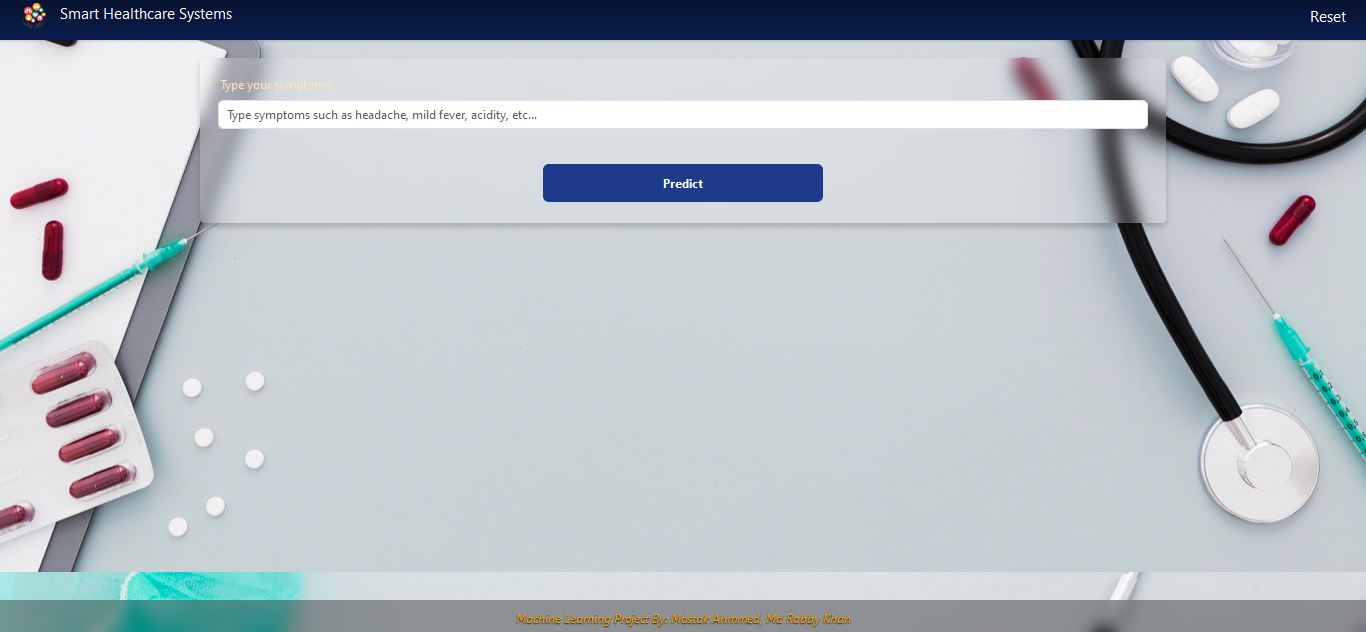 Smart Healthcare Systems
Reset
Type your symptoms:
Type symptoms such as headache, mild fever, acidity, etc...
Predict
Machine Learning Project By: Mostak Ahmmed, Md Rabby Khan